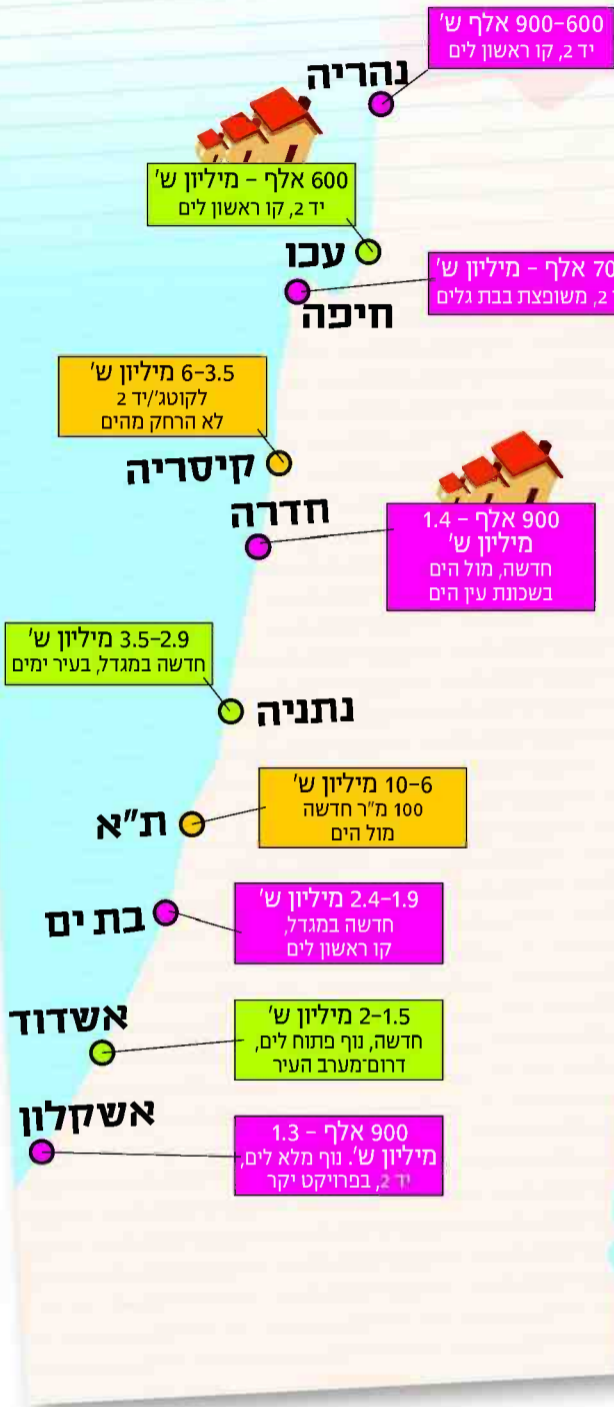 600–900 אלף ש'
יד 2, קו ראשון לים
נהריה
600 אלף – מיליון ש'
יד 2, קו ראשון לים
עכו
אלף – מיליון ש'
2, משופצת בבת גלים
חיפה
3.5–6 מיליון ש'
לקוטג'/יד 2
לא הרחק מהים
קיסריה
חדרה
900 אלף – 1.4
מיליון ש'
חדשה, מול הים
בשכונת עין הים
2.9–3.5 מיליון ש'
חדשה במגדל, בעיר ימים
נתניה
6–10 מיליון ש'
100 מ"ר חדשה
מול הים
ת"א
1.9–2.4 מיליון ש'
חדשה במגדל,
קו ראשון לים
בת ים
1.5–2 מיליון ש'
חדשה, נוף פתוח לים,
דרום־מערב העיר
אשדוד
אשקלון
900 אלף – 1.3
מיליון ש'. נוף מלא לים,
יד 2, בפרויקט יקר